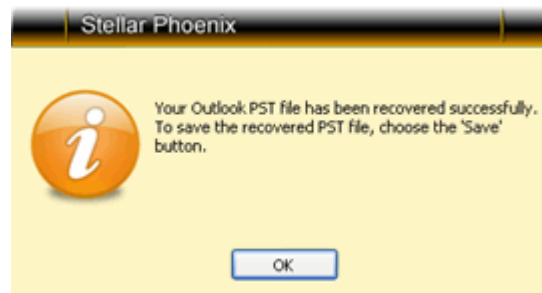 Stellar Phoenix
Your Outlook PST file has been recovered successfully.
To save the recovered PST file, choose the 'Save'
button.
OK